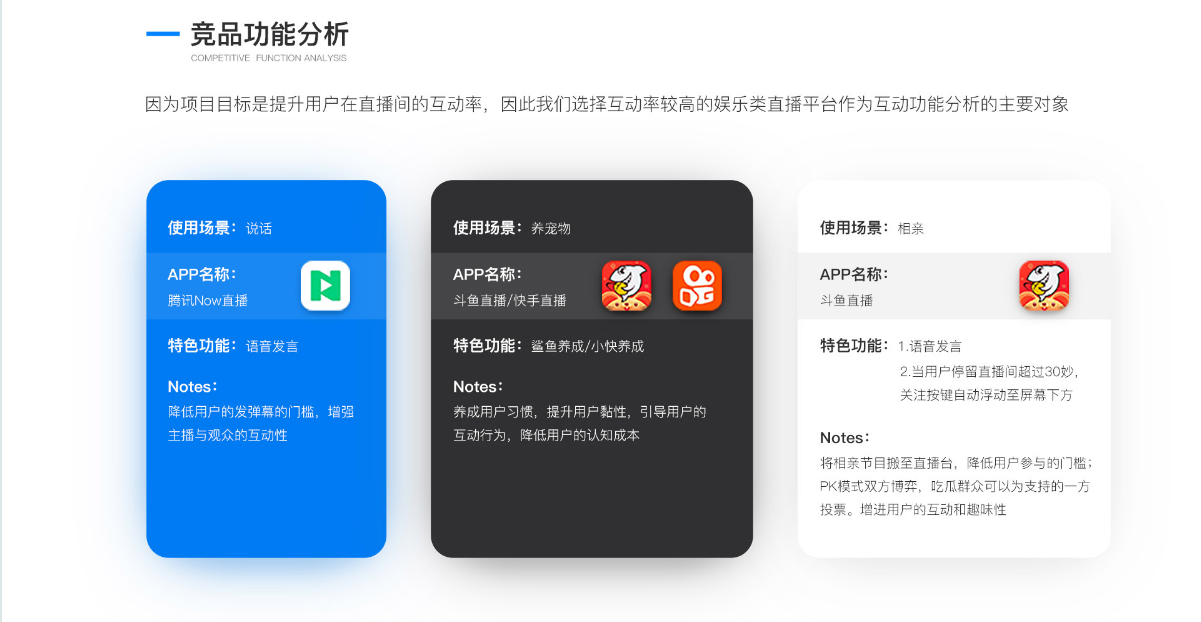 竞品功能分析
COMPETITIVE FUNCTION ANALYSIS
因为项目目标是提升用户在直播间的互动率，因此我们选择互动率较高的娱乐类直播平台作为互动功能分析的主要对象
使用场景：说话
APP名称：
腾讯Now直播
特色功能：语音发言
Notes：
降低用户的发弹幕的门槛，增强
主播与观众的互动性
使用场景：养宠物
APP名称：
斗鱼直播/快手直播
特色功能：鲨鱼养成/小快养成
Notes：
养成用户习惯，提升用户黏性，引导用户的
互动行为，降低用户的认知成本
使用场景：相亲
APP名称：
斗鱼直播
特色功能：1.语音发言
2.当用户停留直播间超过30妙，
关注按键自动浮动至屏幕下方
Notes：
将相亲节目搬至直播台，降低用户参与的门槛；
PK模式双方博弈，吃瓜群众可以为支持的一方
投票。增进用户的互动和趣味性